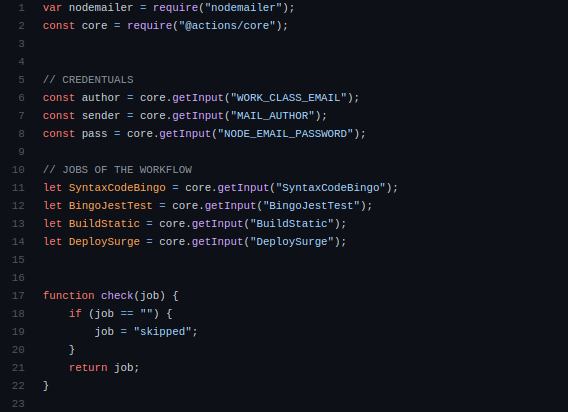 1 var nodemailer = require("nodemailer");
2 const core = require("@actions/core");
3
4
5 // CREDENTUALS
6 const author = core.getInput("WORK_CLASS_EMAIL");
7 const sender = core.getInput("MAIL_AUTHOR");
8 const pass = core.getInput("NODE_EMAIL_PASSWORD");
9
10 // JOBS OF THE WORKFLOW
11 let SyntaxCodeBingo = core.getInput("SyntaxCodeBingo");
12 let BingoJestTest = core.getInput("BingoJestTest");
13 let BuildStatic = core.getInput("BuildStatic");
14 let DeploySurge = core.getInput("DeploySurge");
15
16
17 function check(job) {
18     if (job == "") {
19         job = "skipped";
20     }
21     return job;
22 }
23